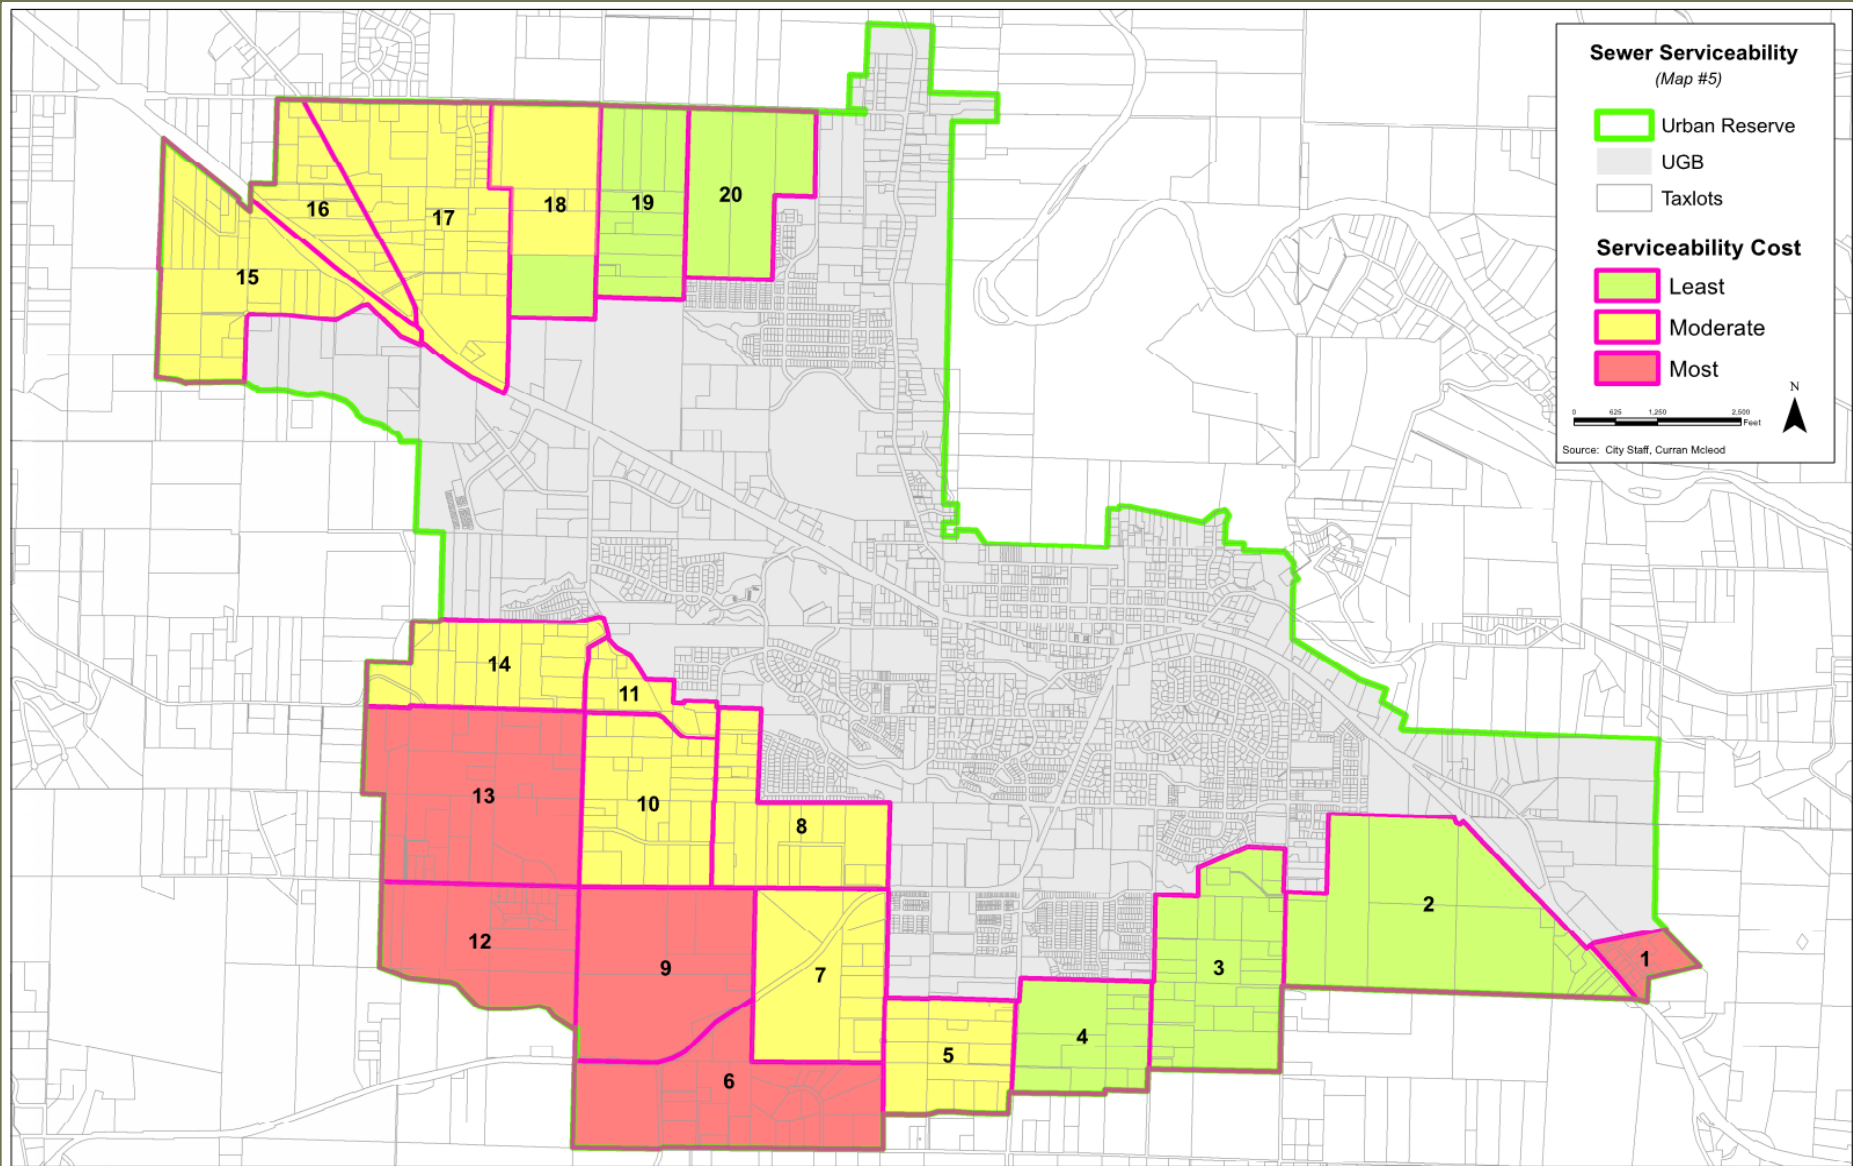 Sewer Serviceability
(Map #5)
Urban Reserve
UGB
Taxlots
Serviceability Cost
Least
Moderate
Most
N
0 625 1,250 2,500
Feet
Source: City Staff, Curran Mcleod
20
19
18
16
17
15
14
11
13
10
8
2
12
9
3
7
1
4
5
6